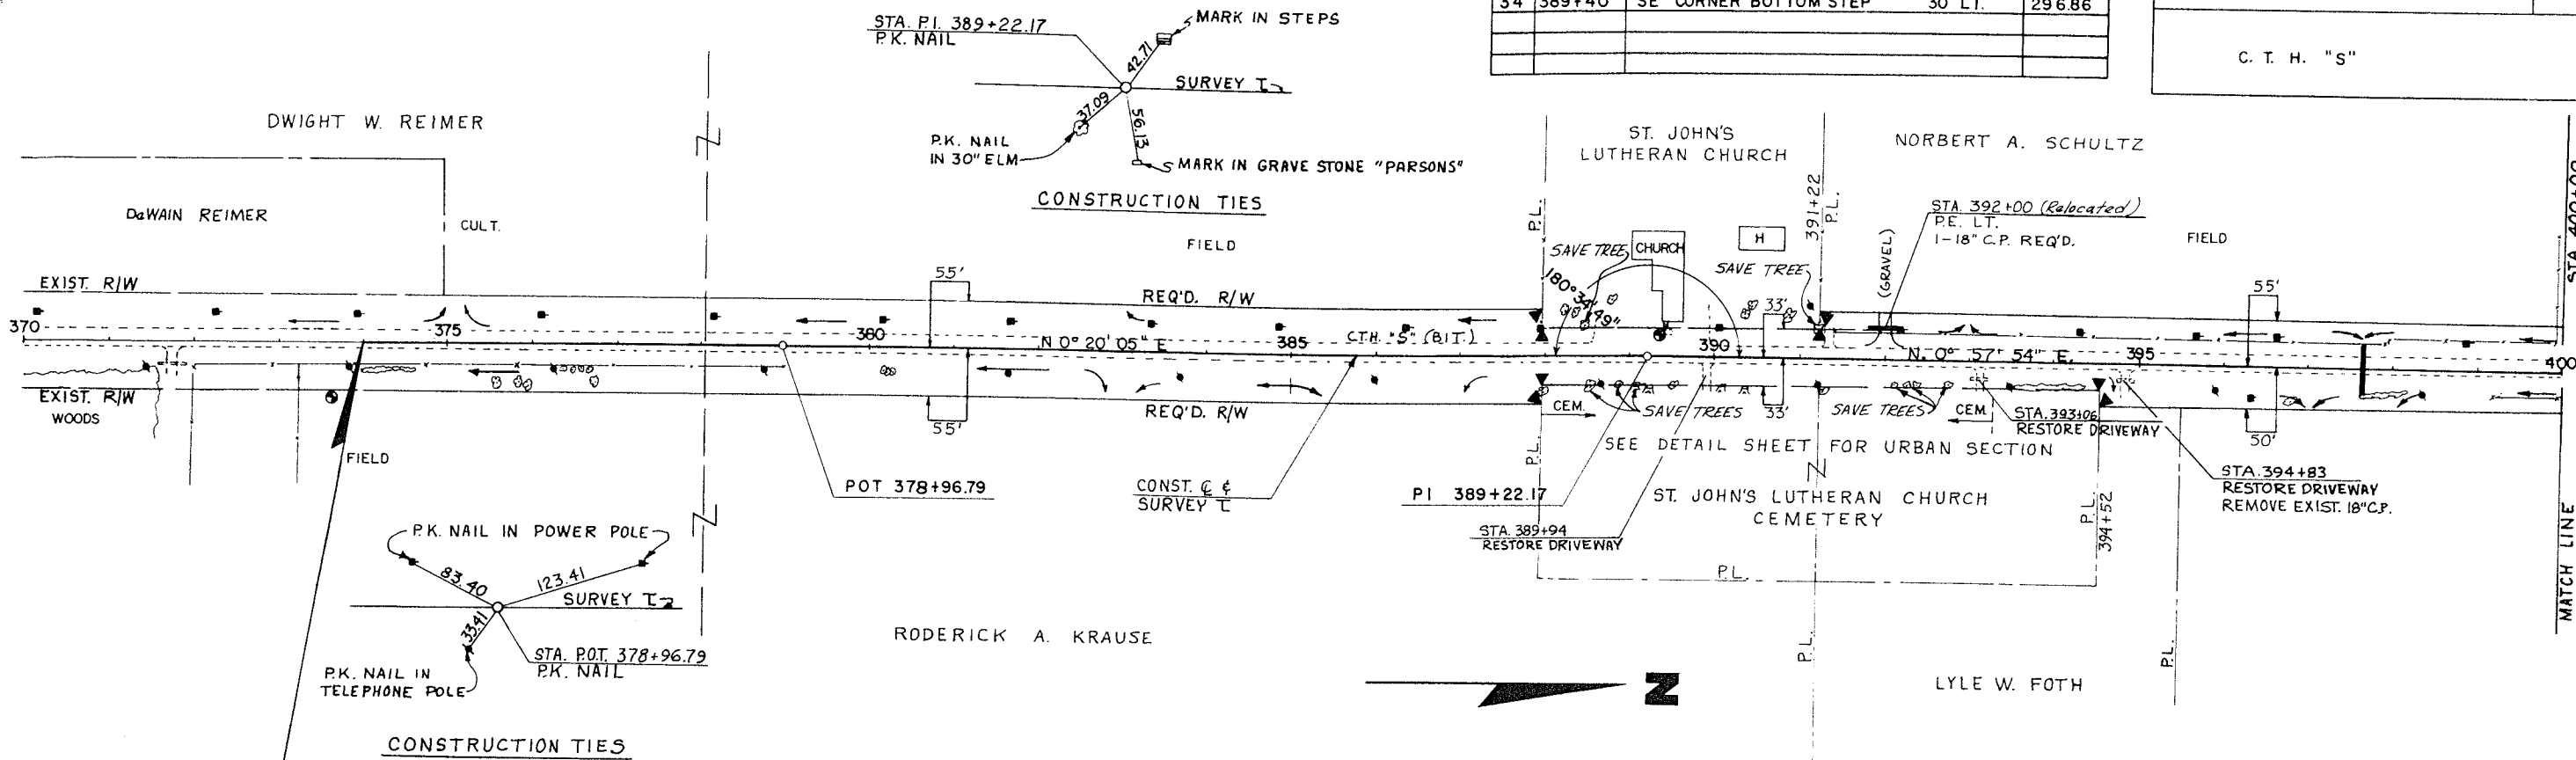 STA. P.I. 389+22.17
P.K. NAIL
MARK IN STEPS
42.71
SURVEY
37.09
56.13
P.K. NAIL
IN 30" ELM
MARK IN GRAVE STONE "PARSONS"
CONSTRUCTION TIES
34 389+40 SE CORNER BOTTOM STEP 30' LT. 296.86
C. T. H. "S"
DWIGHT W. REIMER
DaWAIN REIMER
CULT.
FIELD
ST. JOHN'S
LUTHERAN CHURCH
NORBERT A. SCHULTZ
P.L.
391+22
P.L.
STA. 392+00 (Relocated)
P.E. LT.
1-18" C.P. REQ'D.
(GRAVEL)
FIELD
STA 400+00
SAVE TREE
CHURCH
H
SAVE TREE
180° 34' 49"
EXIST. R/W
55'
REQ'D. R/W
33'
55'
370
375
380
N 0° 20' 05" E
385
C.T.H. "S" (BIT.)
390
N. 0° 57' 54" E.
395
400
EXIST. R/W
WOODS
FIELD
55'
REQ'D. R/W
CEM.
SAVE TREES
33'
SAVE TREES
CEM.
STA. 393+06
RESTORE DRIVEWAY
50'
SEE DETAIL SHEET FOR URBAN SECTION
P.L.
POT 378+96.79
CONST. ℄ &
SURVEY
PI 389+22.17
ST. JOHN'S LUTHERAN CHURCH
CEMETERY
STA. 389+94
RESTORE DRIVEWAY
P.L.
394+52
STA. 394+83
RESTORE DRIVEWAY
REMOVE EXIST. 18" C.P.
MATCH LINE
P.L.
P.L.
P.L.
P.K. NAIL IN POWER POLE
83.40
123.41
SURVEY
33.41
STA. P.O.T. 378+96.79
P.K. NAIL
P.K. NAIL IN
TELEPHONE POLE
CONSTRUCTION TIES
RODERICK A. KRAUSE
N
LYLE W. FOTH